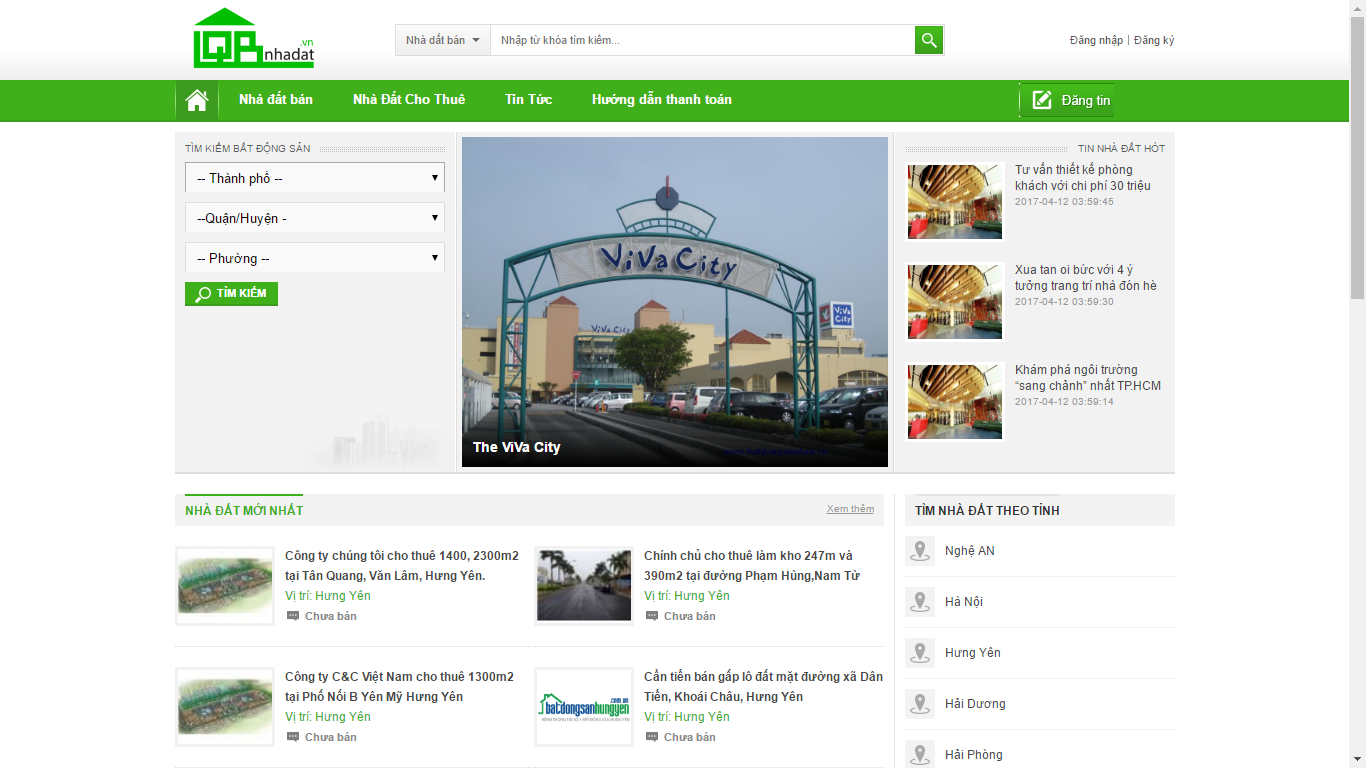 LQB nhadat .vn
Nhà đất bán
Nhập từ khóa tìm kiếm...
Đăng nhập | Đăng ký
Nhà đất bán
Nhà Đất Cho Thuê
Tin Tức
Hướng dẫn thanh toán
Đăng tin
TÌM KIẾM BẤT ĐỘNG SẢN
-- Thành phố --
--Quận/Huyện -
-- Phường --
TÌM KIẾM
ViVa City
ViVa City
ViVa
City
The ViVa City
TIN NHÀ ĐẤT HÓT
Tư vấn thiết kế phòng
khách với chi phí 30 triệu
2017-04-12 03:59:45
Xua tan oi bức với 4 ý
tưởng trang trí nhà đón hè
2017-04-12 03:59:30
Khám phá ngôi trường
“sang chảnh” nhất TP.HCM
2017-04-12 03:59:14
NHÀ ĐẤT MỚI NHẤT
Xem thêm
Công ty chúng tôi cho thuê 1400, 2300m2
tại Tân Quang, Văn Lâm, Hưng Yên.
Vị trí: Hưng Yên
Chưa bán
Chính chủ cho thuê làm kho 247m và
390m2 tại đường Phạm Hùng,Nam Từ
Vị trí: Hưng Yên
Chưa bán
Công ty C&C Việt Nam cho thuê 1300m2
tại Phố Nối B Yên Mỹ Hưng Yên
Vị trí: Hưng Yên
Chưa bán
.com.vn
batdongsanhungyen
Cần tiến bán gấp lô đất mặt đường xã Dân
Tiến, Khoái Châu, Hưng Yên
Vị trí: Hưng Yên
Chưa bán
TÌM NHÀ ĐẤT THEO TỈNH
Nghệ AN
Hà Nội
Hưng Yên
Hải Dương
Hải Phòng